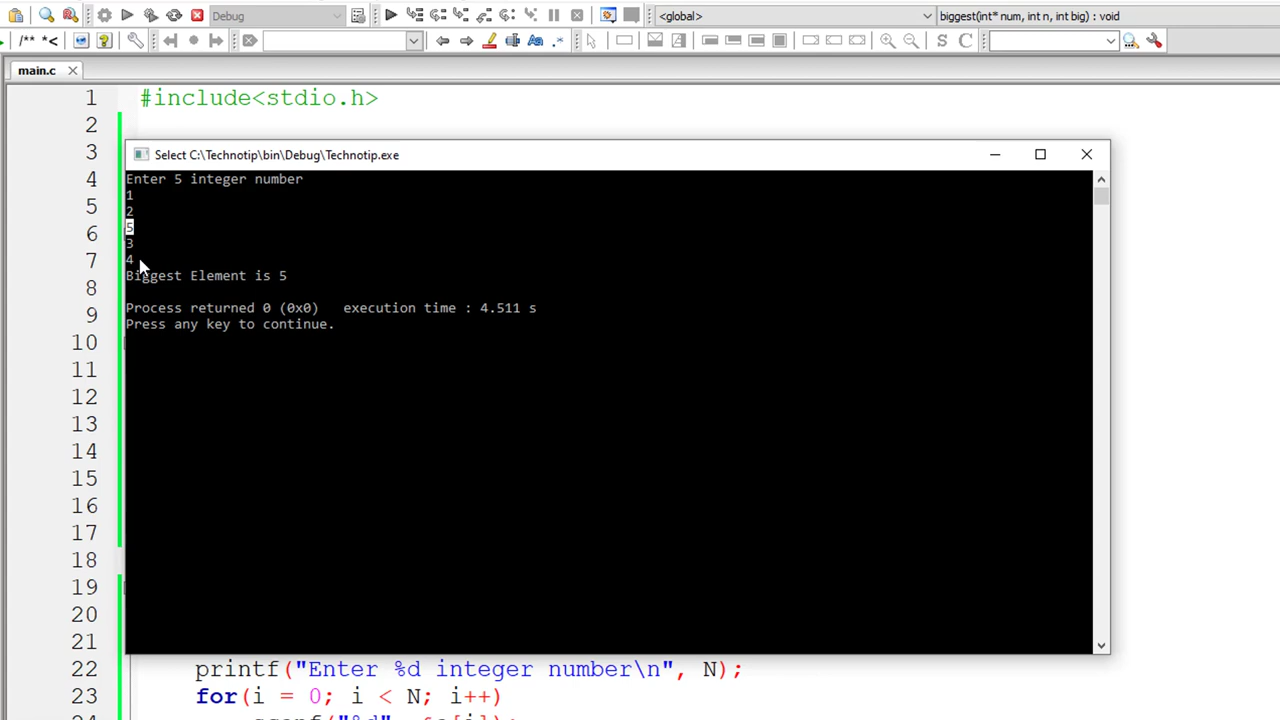 Debug
<global>
biggest(int* num, int n, int big) : void
/** *<
S C
main.c
1 #include<stdio.h>
2
3
4
5
6
7
8
9
10
11
12
13
14
15
16
17
18
19
20
21
Select C:\Technotip\bin\Debug\Technotip.exe
Enter 5 integer number
1
2
5
3
4
Biggest Element is 5
Process returned 0 (0x0) execution time : 4.511 s
Press any key to continue.
22 printf("Enter %d integer number\n", N);
23 for(i = 0; i < N; i++)
24 scanf("%d", &a[i]);